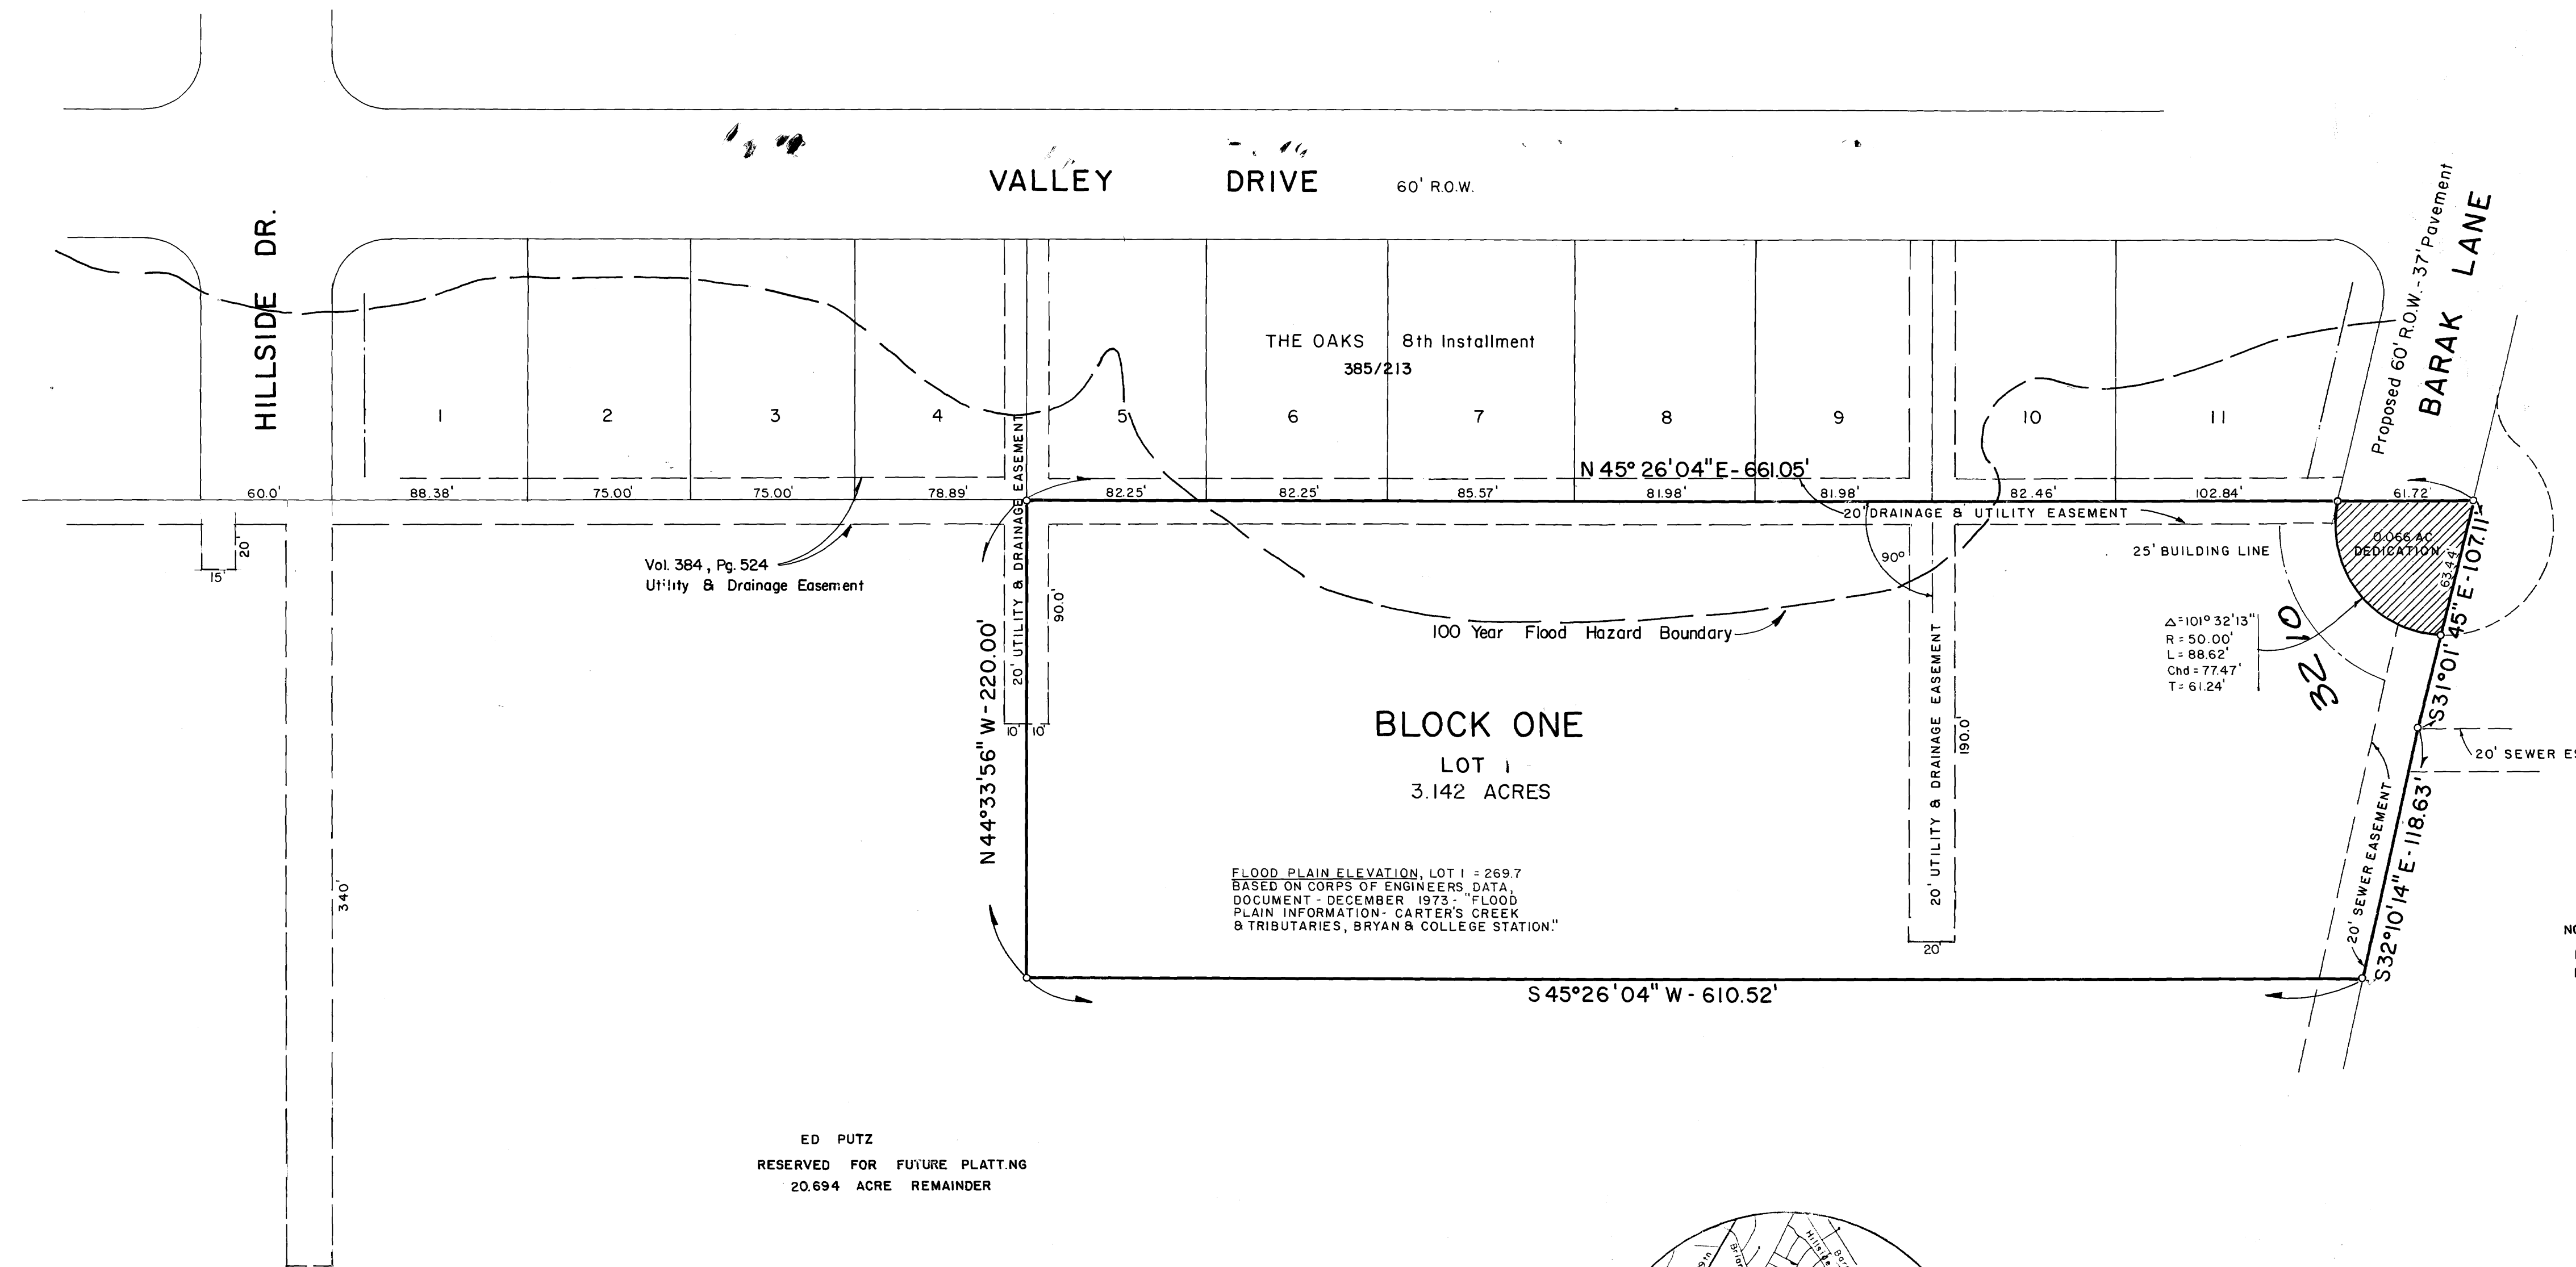 VALLEY DRIVE 60' R.O.W.
HILLSIDE DR.
Proposed 60' R.O.W.-37' Pavement
BARAK LANE
THE OAKS 8th Installment
385/213
1 2 3 4 5 6 7 8 9 10 11
N 45° 26'04" E - 661.05'
60.0' 88.38' 75.00' 75.00' 78.89' 82.25' 82.25' 85.57' 81.98' 81.98' 82.46' 102.84' 61.72'
20' DRAINAGE & UTILITY EASEMENT
20'
15'
Vol. 384, Pg. 524
Utility & Drainage Easement
20' UTILITY & DRAINAGE EASEMENT
90.0'
10' 10'
N 44°33'56" W - 220.00'
90°
25' BUILDING LINE
0.066 AC
DEDICATION
63.44'
S31°01'45" E - 107.11'
100 Year Flood Hazard Boundary
Δ=101°32'13"
R = 50.00'
L = 88.62'
Chd = 77.47'
T = 61.24'
32 10
BLOCK ONE
LOT 1
3.142 ACRES
20' UTILITY & DRAINAGE EASEMENT
190.0'
20'
20' SEWER
20' SEWER EASEMENT
S32°10'14" E - 118.63'
340'
FLOOD PLAIN ELEVATION, LOT 1 = 269.7
BASED ON CORPS OF ENGINEERS DATA,
DOCUMENT - DECEMBER 1973 - "FLOOD
PLAIN INFORMATION - CARTER'S CREEK
& TRIBUTARIES, BRYAN & COLLEGE STATION."
S 45°26'04" W - 610.52'
ED PUTZ
RESERVED FOR FUTURE PLATT.NG
20.694 ACRE REMAINDER
Hillside